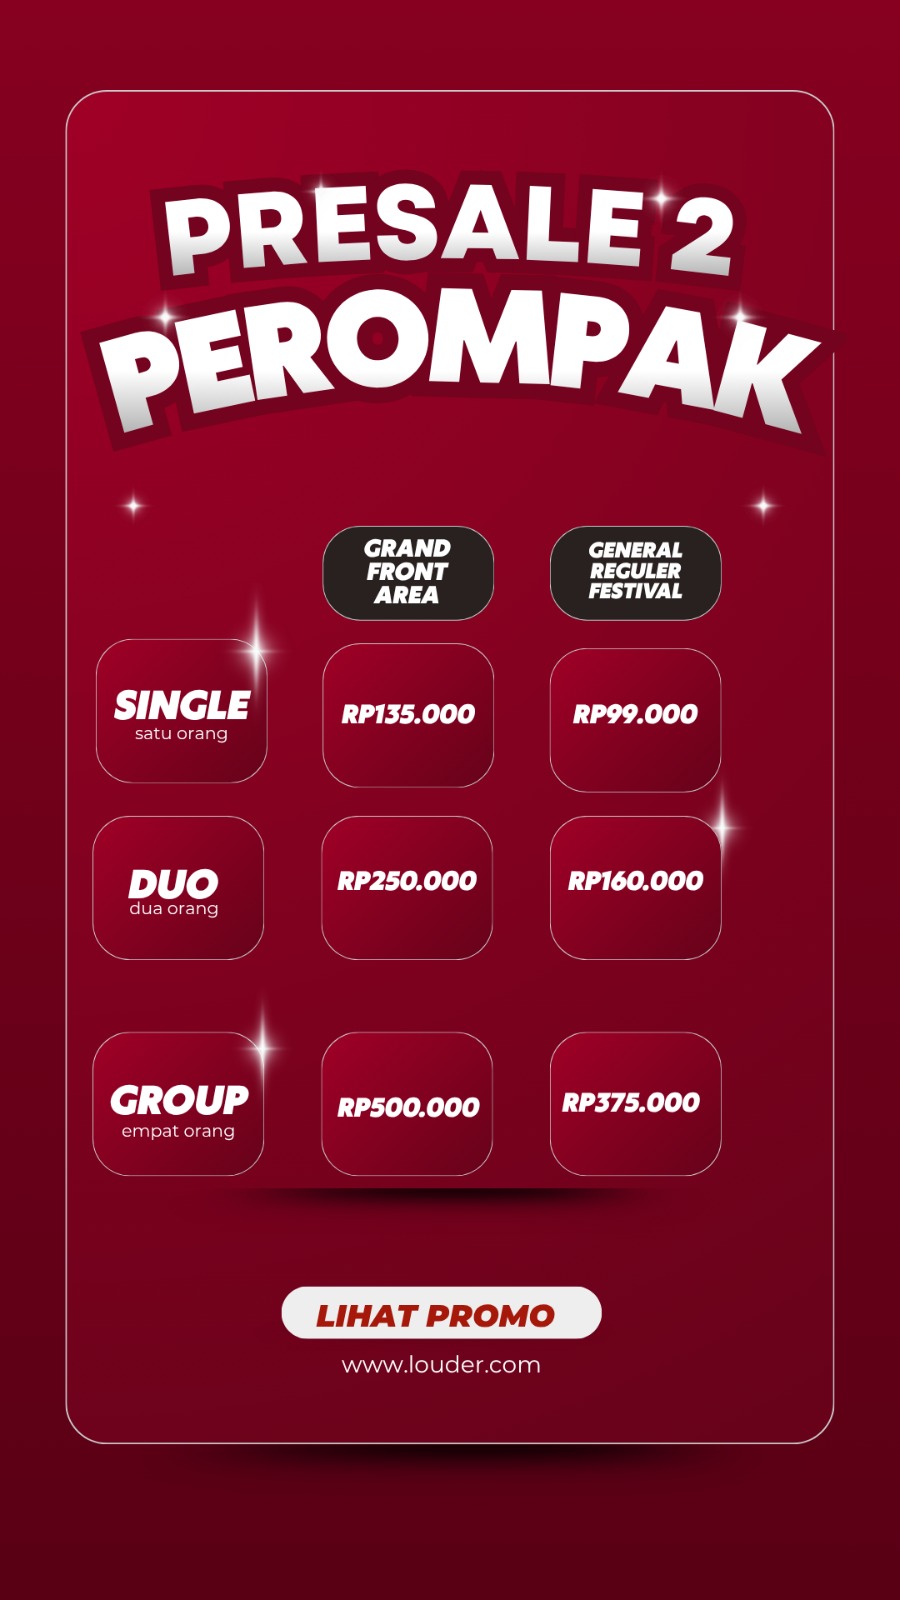 PRESALE 2
PEROMPAK
GRAND
FRONT
AREA
GENERAL
REGULER
FESTIVAL
SINGLE
satu orang
RP135.000
RP99.000
DUO
dua orang
RP250.000
RP160.000
GROUP
empat orang
RP500.000
RP375.000
LIHAT PROMO
www.louder.com